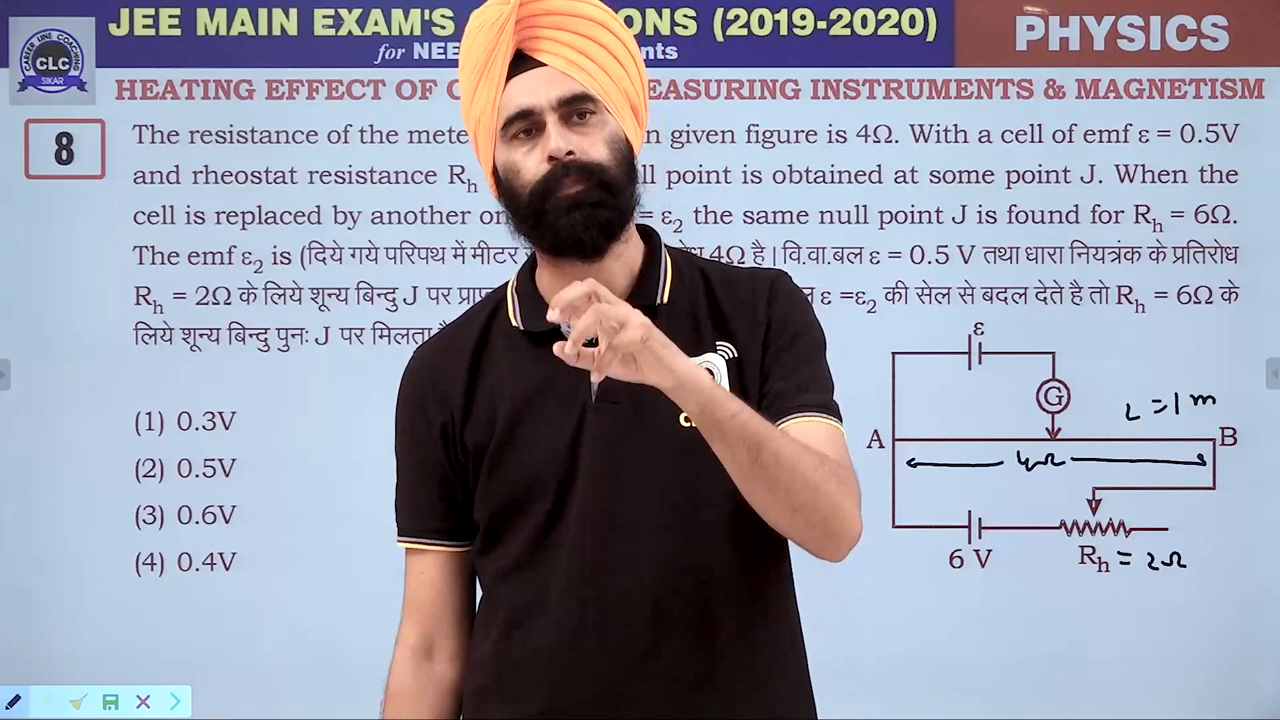 JEE MAIN EXAM'S ONS (2019-2020)
PHYSICS
for NEE nts
CAREER LINE COACHING
CLC
SIKAR
HEATING EFFECT OF EASURING INSTRUMENTS & MAGNETISM
8
The resistance of the mete n given figure is 4Ω. With a cell of emf ε = 0.5V
and rheostat resistance Rh ll point is obtained at some point J. When the
cell is replaced by another on = ε2 the same null point J is found for Rh = 6Ω.
The emf ε2 is (दिये गये परिपथ में मीटर 4Ω है। वि.वा.बल ε = 0.5 V तथा धारा नियत्रंक के प्रतिरोध
Rh = 2Ω के लिये शून्य बिन्दु J पर ε =ε2 की सेल से बदल देते है तो Rh = 6Ω के
लिये शून्य बिन्दु पुनः J पर मिलता
ε
G
L = 1 m
A
B
4Ω
6 V
Rh = 2Ω
(1) 0.3V
(2) 0.5V
(3) 0.6V
(4) 0.4V